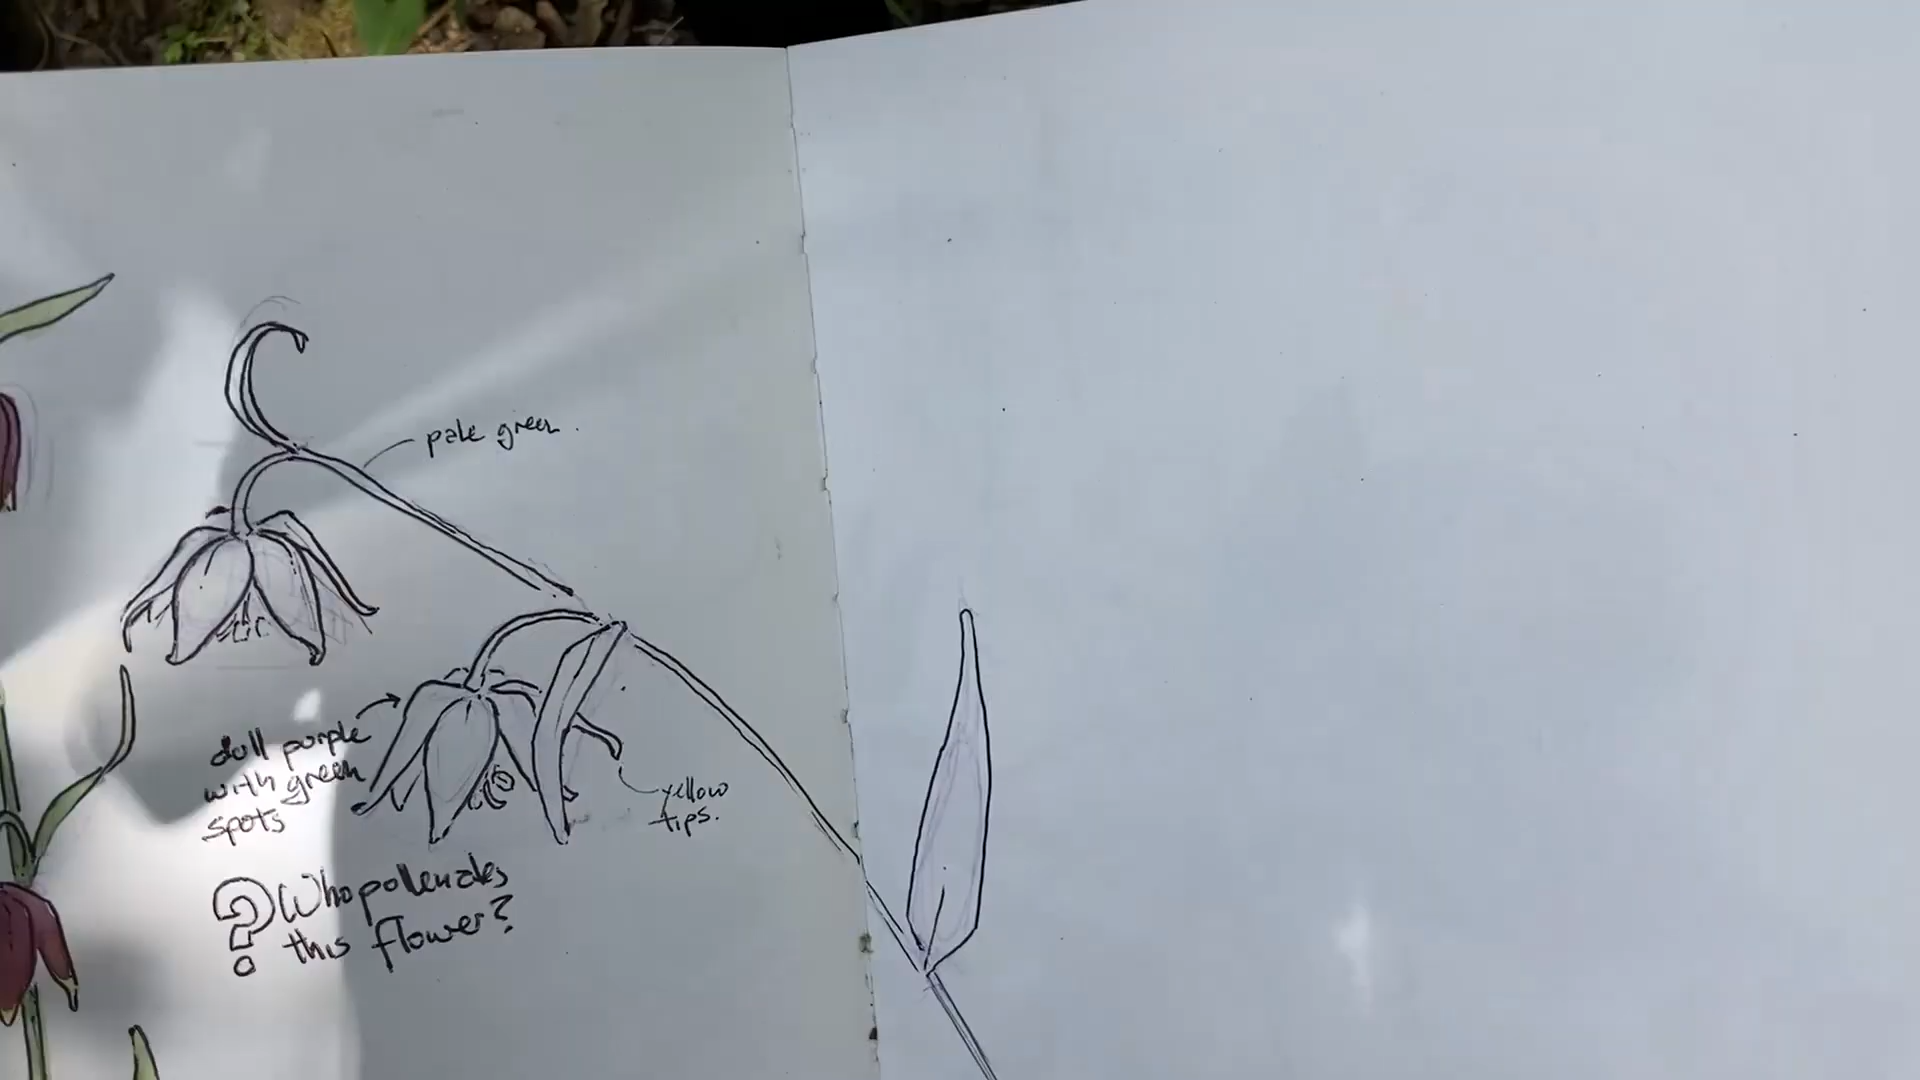 pale green.
dull purple
with green
spots
yellow
tips.
? Who pollenates
this flower?